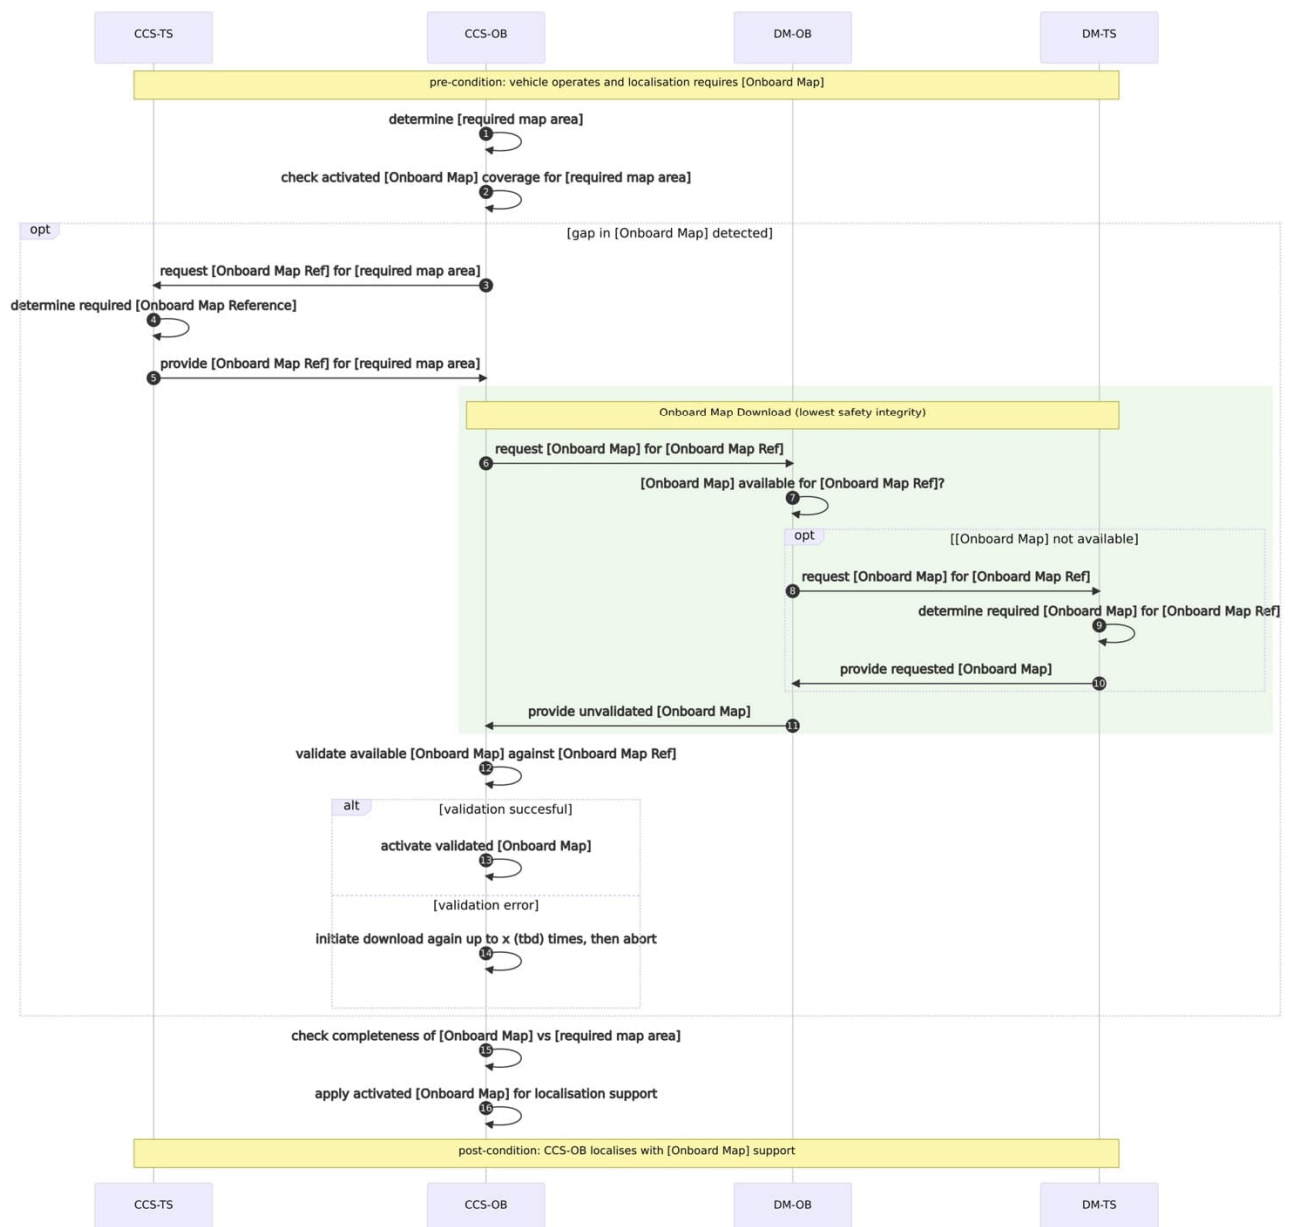 CCS-TS
CCS-OB
DM-OB
DM-TS
pre-condition: vehicle operates and localisation requires [Onboard Map]
determine [required map area]
1
check activated [Onboard Map] coverage for [required map area]
2
opt
[gap in [Onboard Map] detected]
request [Onboard Map Ref] for [required map area]
3
determine required [Onboard Map Reference]
4
provide [Onboard Map Ref] for [required map area]
5
Onboard Map Download (lowest safety integrity)
request [Onboard Map] for [Onboard Map Ref]
6
[Onboard Map] available for [Onboard Map Ref]?
7
opt
[[Onboard Map] not available]
request [Onboard Map] for [Onboard Map Ref]
8
determine required [Onboard Map] for [Onboard Map Ref]
9
provide requested [Onboard Map]
10
provide unvalidated [Onboard Map]
11
validate available [Onboard Map] against [Onboard Map Ref]
12
alt
[validation succesful]
activate validated [Onboard Map]
13
[validation error]
initiate download again up to x (tbd) times, then abort
14
check completeness of [Onboard Map] vs [required map area]
15
apply activated [Onboard Map] for localisation support
16
post-condition: CCS-OB localises with [Onboard Map] support
CCS-TS
CCS-OB
DM-OB
DM-TS